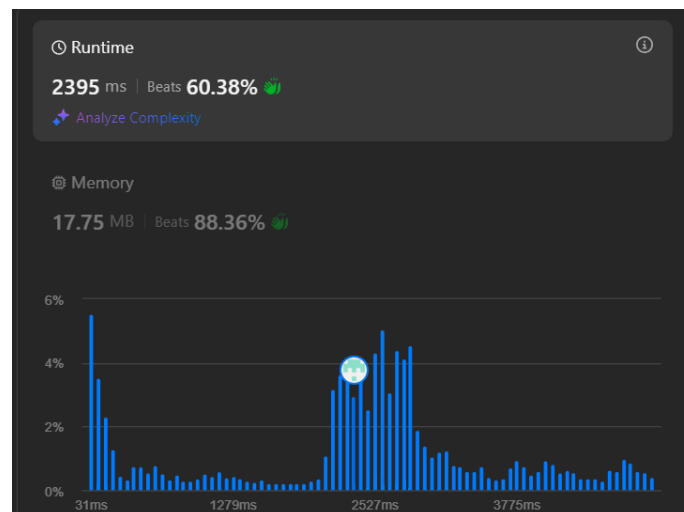 Runtime
2395 ms | Beats 60.38%
Analyze Complexity
Memory
17.75 MB | Beats 88.36%
6%
4%
2%
0%
31ms 1279ms 2527ms 3775ms